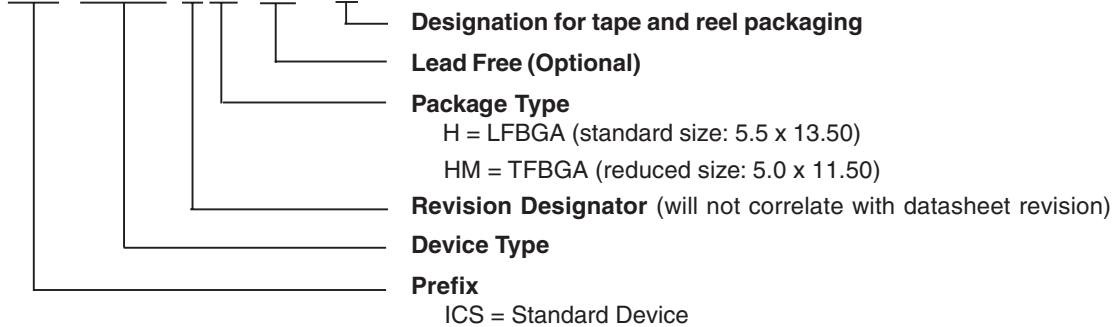 Designation for tape and reel packaging
Lead Free (Optional)
Package Type
H = LFBGA (standard size: 5.5 x 13.50)
HM = TFBGA (reduced size: 5.0 x 11.50)
Revision Designator (will not correlate with datasheet revision)
Device Type
Prefix
ICS = Standard Device